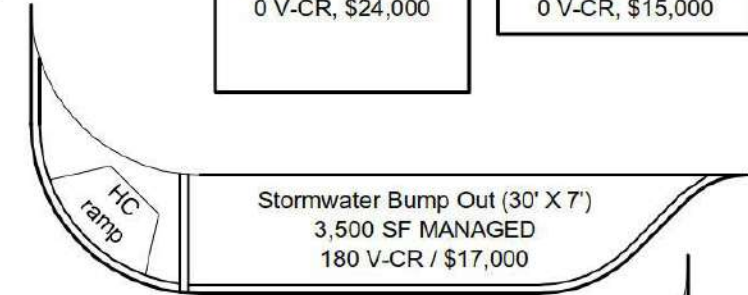 0 V-CR, $24,000
0 V-CR, $15,000
HC
ramp
Stormwater Bump Out (30' X 7')
3,500 SF MANAGED
180 V-CR / $17,000